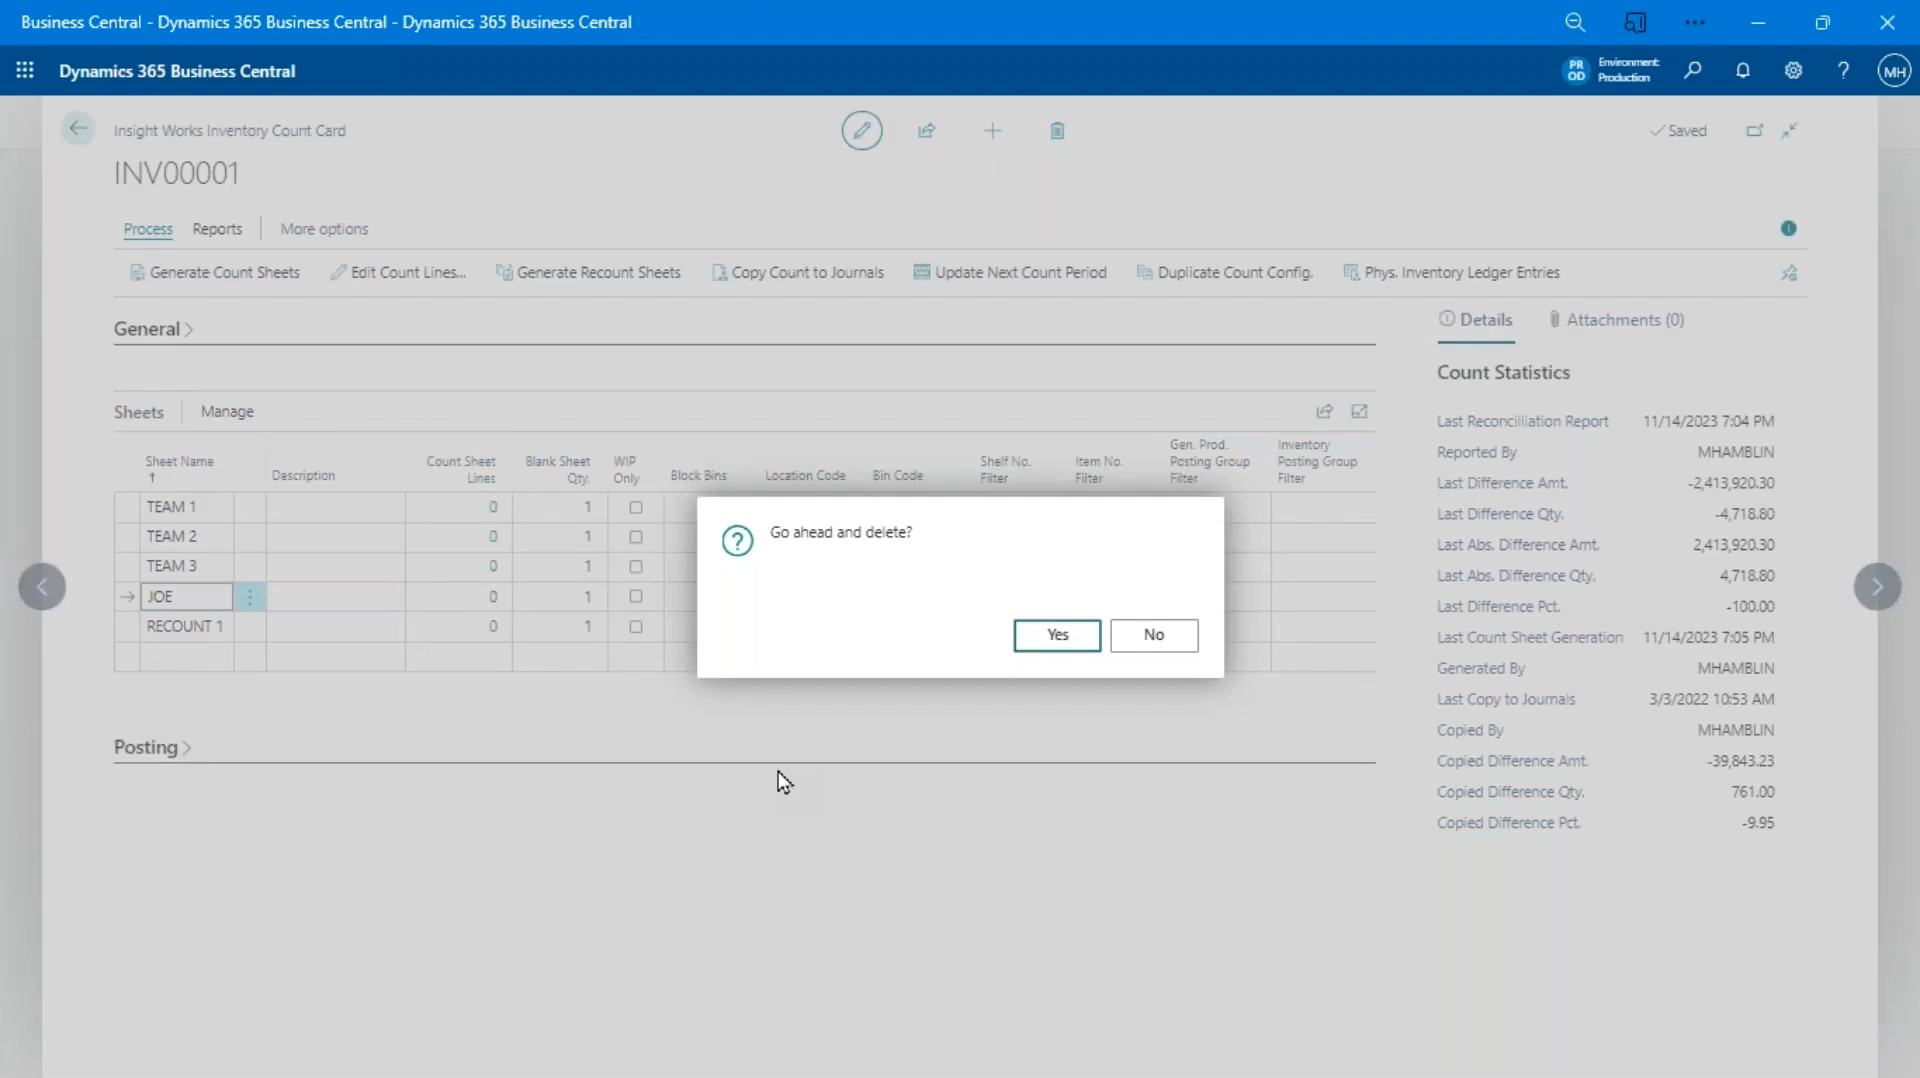 Business Central - Dynamics 365 Business Central - Dynamics 365 Business Central
Dynamics 365 Business Central
PR OD
Environment: Production
?
MH
Insight Works Inventory Count Card
Saved
INV00001
Process Reports More options
Generate Count Sheets Edit Count Lines... Generate Recount Sheets Copy Count to Journals Update Next Count Period Duplicate Count Config. Phys. Inventory Ledger Entries
General
Details Attachments (0)
Count Statistics
Sheets Manage
Sheet Name ↑ Description Count Sheet Lines Blank Sheet Qty. WIP Only Block Bins Location Code Bin Code Shelf No. Filter Item No. Filter Gen. Prod. Posting Group Filter Inventory Posting Group Filter
TEAM 1 0 1
TEAM 2 0 1
TEAM 3 0 1
JOE 0 1
RECOUNT 1 0 1
Go ahead and delete?
Yes No
Posting
Last Reconcilliation Report 11/14/2023 7:04 PM
Reported By MHAMBLIN
Last Difference Amt. -2,413,920.30
Last Difference Qty. -4,718.80
Last Abs. Difference Amt. 2,413,920.30
Last Abs. Difference Qty. 4,718.80
Last Difference Pct. -100.00
Last Count Sheet Generation 11/14/2023 7:05 PM
Generated By MHAMBLIN
Last Copy to Journals 3/3/2022 10:53 AM
Copied By MHAMBLIN
Copied Difference Amt. -39,843.23
Copied Difference Qty. 761.00
Copied Difference Pct. -9.95